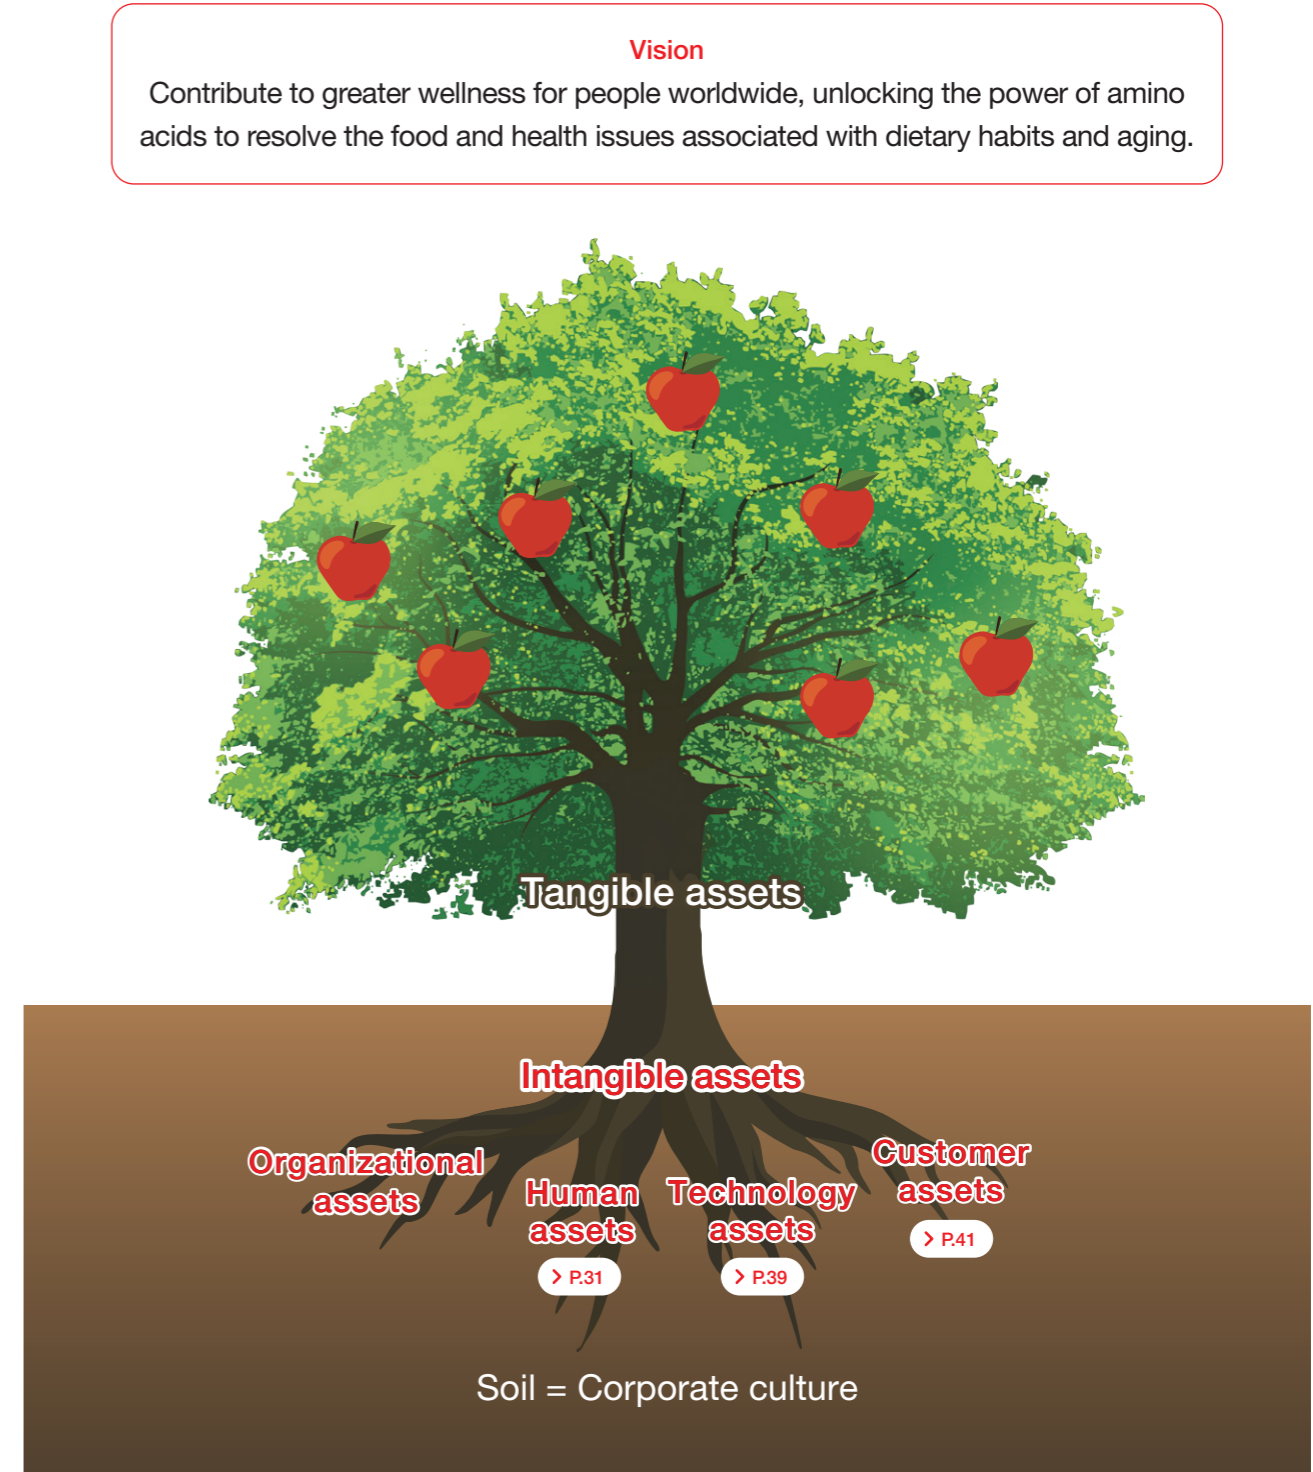 Vision
Contribute to greater wellness for people worldwide, unlocking the power of amino
acids to resolve the food and health issues associated with dietary habits and aging.
Tangible assets
Intangible assets
Organizational
assets
Human
assets
> P.31
Technology
assets
> P.39
Customer
assets
> P.41
Soil = Corporate culture